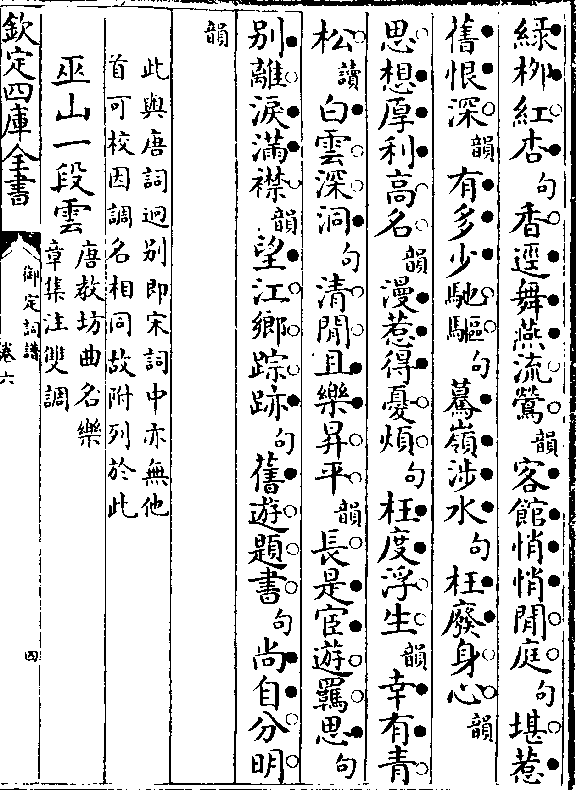 綠柳紅杏句香逕舞燕流鶯韻客館悄悄閒庭句堪惹
舊恨深韻有多少馳驅句驀嶺涉水句枉廢身心韻
思想厚利高名韻漫惹得憂煩句枉度浮生韻幸有青
松讀白雲深洞句清閒且樂昇平韻長是宦遊羈思句
别離淚滿襟韻望江鄉踪跡句舊遊題書句尚自分明
韻
此與唐詞迥别即宋詞中亦無他
首可校因調名相同故附列於此
巫山一段雲
唐教坊曲名樂
章集注雙調
欽定四庫全書
御定詞譜
卷六
四